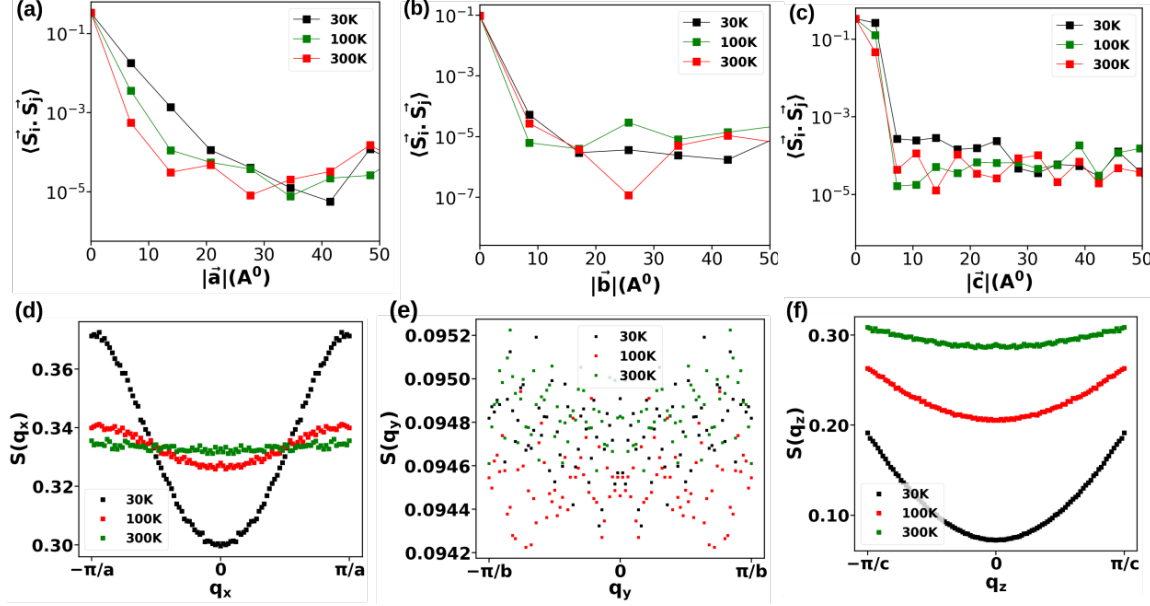 (a)
10⁻¹
10⁻³
10⁻⁵
⟨S⃗ᵢ. S⃗ⱼ⟩
30K
100K
300K
0 10 20 30 40 50
|a⃗|(A⁰)
(b)
10⁻¹
10⁻³
10⁻⁵
10⁻⁷
⟨S⃗ᵢ. S⃗ⱼ⟩
30K
100K
300K
0 10 20 30 40 50
|b⃗|(A⁰)
(c)
10⁻¹
10⁻³
10⁻⁵
⟨S⃗ᵢ. S⃗ⱼ⟩
30K
100K
300K
0 10 20 30 40 50
|c⃗|(A⁰)
(d)
0.36
0.34
0.32
0.30
S(qₓ)
30K
100K
300K
−π/a 0 π/a
qₓ
(e)
0.0952
0.0950
0.0948
0.0946
0.0944
0.0942
S(q_y)
30K
100K
300K
−π/b 0 π/b
q_y
(f)
0.30
0.20
0.10
S(q_z)
30K
100K
300K
−π/c 0 π/c
q_z